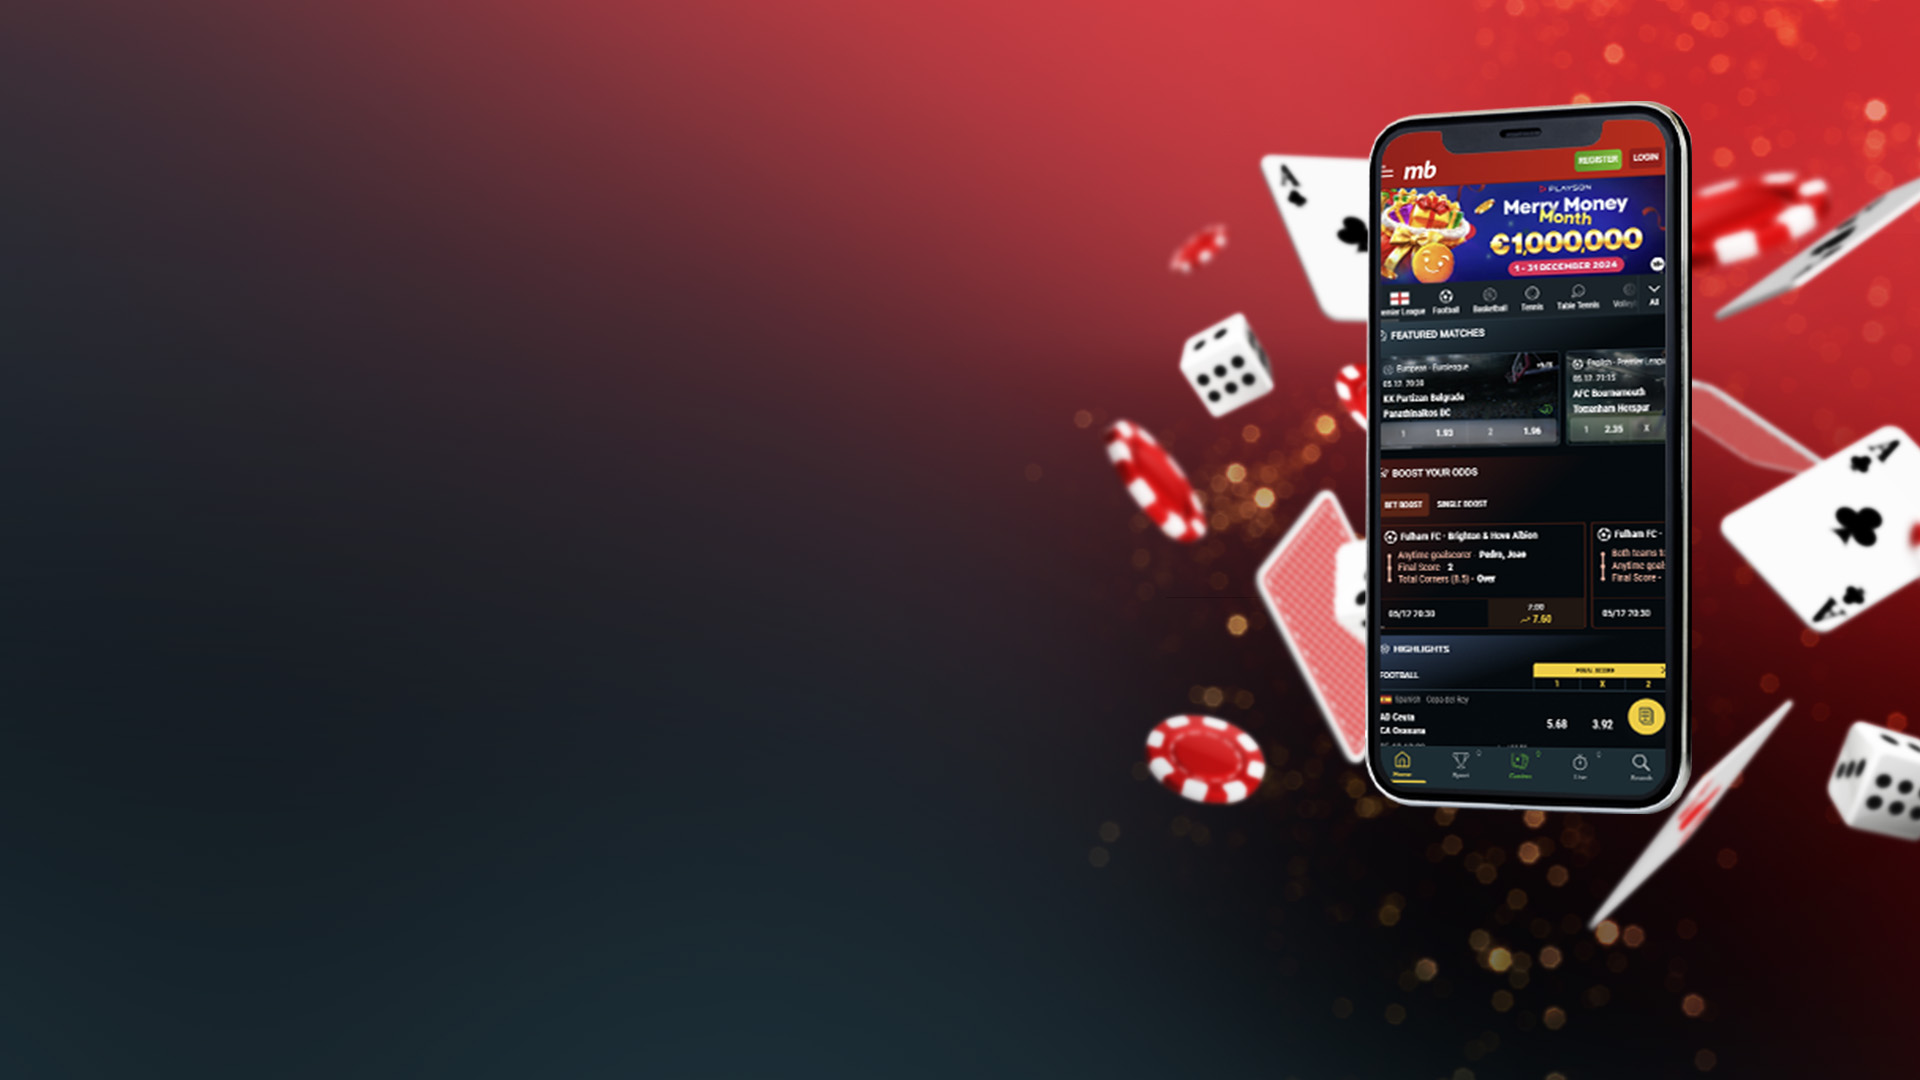 A
mb
REGISTER
LOGIN
PLAYSON
Merry Money
Month
€1,000,000
1 - 31 DECEMBER 2024
18+
emier League
Football
Basketball
Tennis
Table Tennis
Volleyb
All
FEATURED MATCHES
European · Euroleague
05.12. 20:30
KK Partizan Belgrade
Panathinaikos BC
1 1.93 2 1.96
English · Premier Leagu
05.12. 21:15
AFC Bournemouth
Tottenham Hotspur
1 2.35 X
BOOST YOUR ODDS
BET BOOST
SINGLE BOOST
Fulham FC - Brighton & Hove Albion
Anytime goalscorer · Pedro, Joao
Final Score · 2
Total Corners (8.5) · Over
05/12 20:30
7.00
7.60
Fulham FC -
Both teams to
Anytime goal
Final Score -
05/12 20:30
HIGHLIGHTS
FOOTBALL
FINAL SCORE
1 X 2
Spanish · Copa del Rey
AD Ceuta
CA Osasuna
5.68 3.92
Home
Sport
Casino
Live
Search
A
A